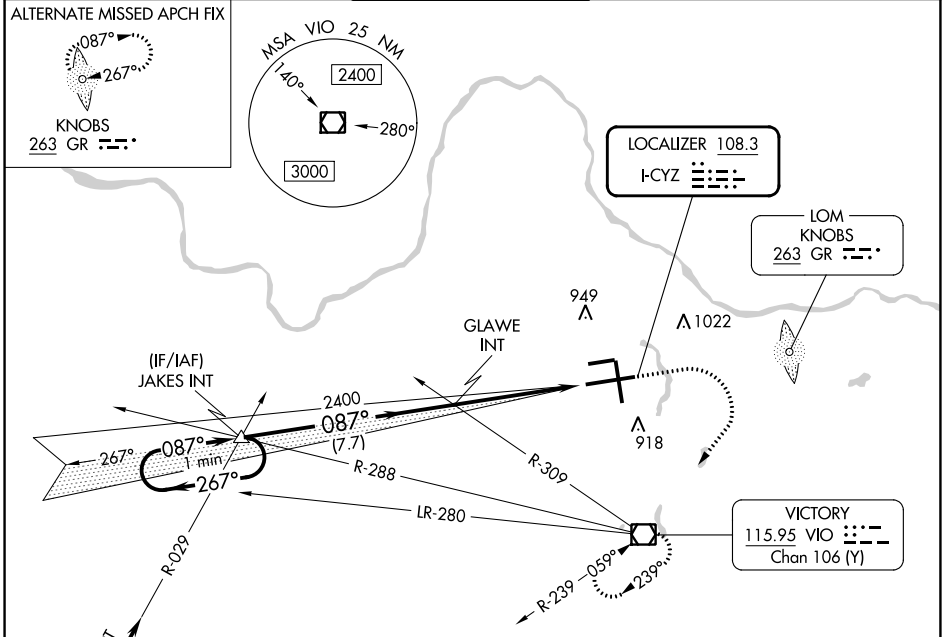 ALTERNATE MISSED APCH FIX
087°
267°
KNOBS
263 GR
MSA VIO 25 NM
140°
2400
280°
3000
LOCALIZER 108.3
I-CYZ
LOM
KNOBS
263 GR
949
1022
GLAWE
INT
(IF/IAF)
JAKES INT
2400
087°
(7.7)
918
267°
087°
1 min
267°
R-288
R-309
LR-280
VICTORY
115.95 VIO
Chan 106 (Y)
R-029
R-239
059°
239°